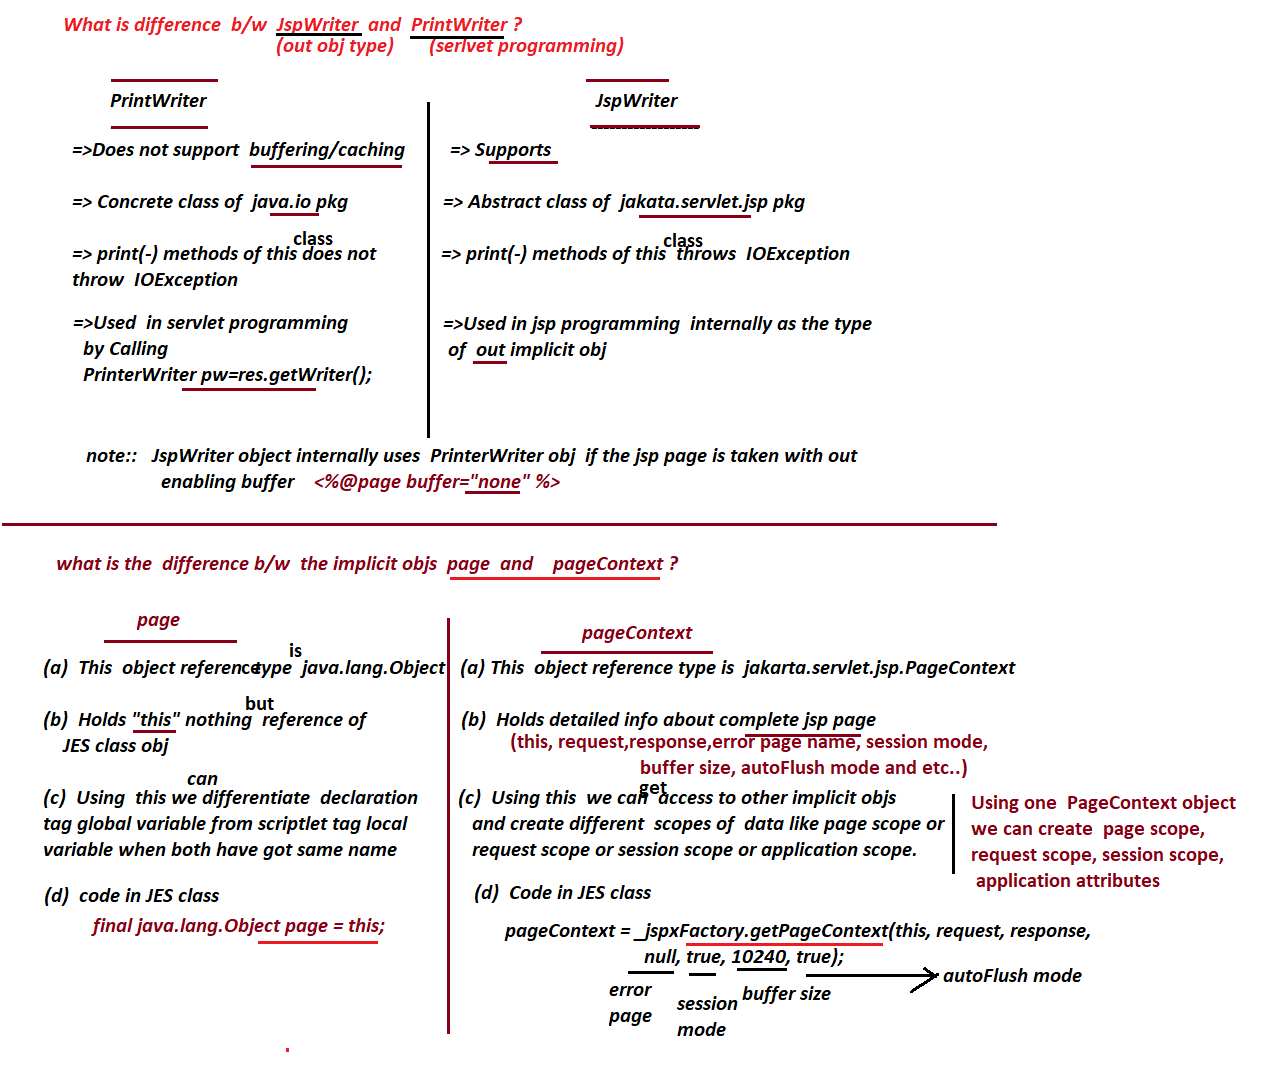 What is difference b/w JspWriter and PrintWriter ?
(out obj type) (serlvet programming)
PrintWriter
=>Does not support buffering/caching
=> Concrete class of java.io pkg
class
=> print(-) methods of this does not
throw IOException
=>Used in servlet programming
by Calling
PrinterWriter pw=res.getWriter();
JspWriter
=> Supports
=> Abstract class of jakata.servlet.jsp pkg
class
=> print(-) methods of this throws IOException
=>Used in jsp programming internally as the type
of out implicit obj
note:: JspWriter object internally uses PrinterWriter obj if the jsp page is taken with out
enabling buffer <%@page buffer="none" %>
what is the difference b/w the implicit objs page and pageContext ?
page
is
(a) This object reference type java.lang.Object
but
(b) Holds "this" nothing reference of
JES class obj
can
(c) Using this we differentiate declaration
tag global variable from scriptlet tag local
variable when both have got same name
(d) code in JES class
final java.lang.Object page = this;
pageContext
(a) This object reference type is jakarta.servlet.jsp.PageContext
(b) Holds detailed info about complete jsp page
(this, request,response,error page name, session mode,
buffer size, autoFlush mode and etc..)
get
(c) Using this we can access to other implicit objs
and create different scopes of data like page scope or
request scope or session scope or application scope.
Using one PageContext object
we can create page scope,
request scope, session scope,
application attributes
(d) Code in JES class
pageContext = _jspxFactory.getPageContext(this, request, response,
null, true, 10240, true);
error
page
session
mode
buffer size
autoFlush mode